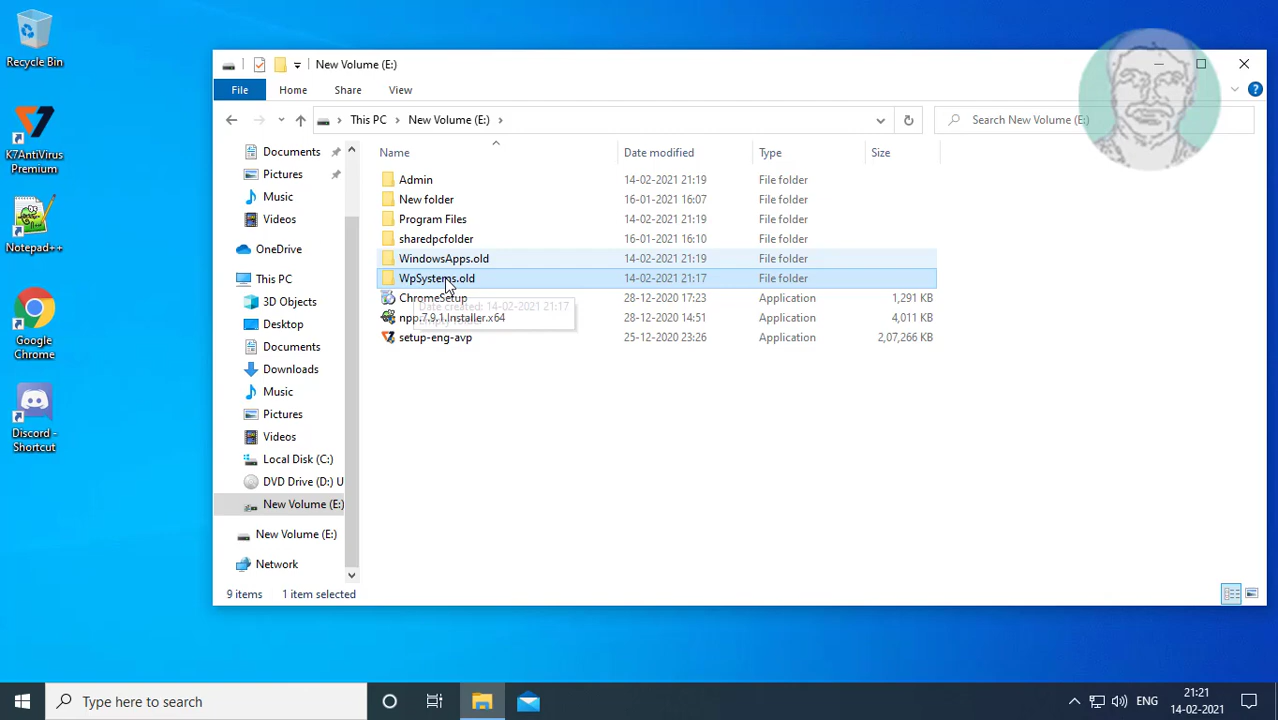 Recycle Bin
K7AntiVirus
Premium
Notepad++
Google
Chrome
Discord -
Shortcut
New Volume (E:)
File
Home
Share
View
This PC
New Volume (E:)
Search New Volume (E:)
Documents
Pictures
Music
Videos
OneDrive
This PC
3D Objects
Desktop
Documents
Downloads
Music
Pictures
Videos
Local Disk (C:)
DVD Drive (D:) U
New Volume (E:)
New Volume (E:)
Network
Name Date modified Type Size
Admin 14-02-2021 21:19 File folder
New folder 16-01-2021 16:07 File folder
Program Files 14-02-2021 21:19 File folder
sharedpcfolder 16-01-2021 16:10 File folder
WindowsApps.old 14-02-2021 21:19 File folder
WpSystems.old 14-02-2021 21:17 File folder
ChromeSetup 28-12-2020 17:23 Application 1,291 KB
Date created: 14-02-2021 21:17
npp.7.9.1.Installer.x64 28-12-2020 14:51 Application 4,011 KB
setup-eng-avp 25-12-2020 23:26 Application 2,07,266 KB
9 items 1 item selected
Type here to search
ENG
21:21
14-02-2021